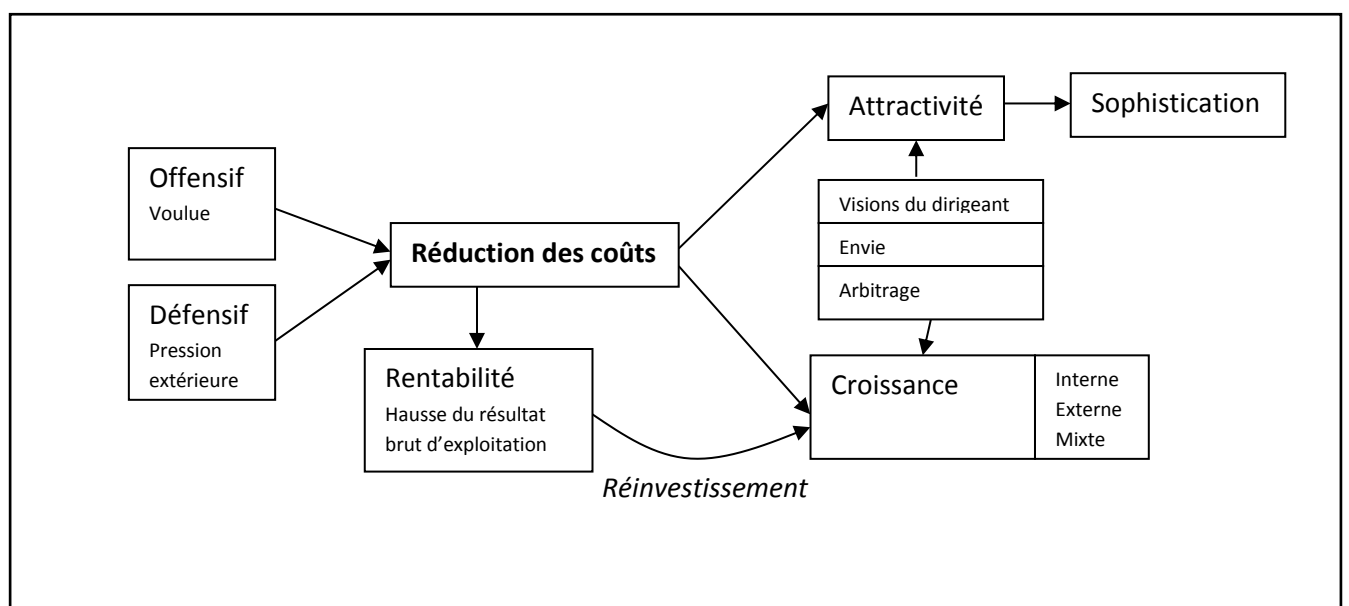 Offensif
Voulue
Défensif
Pression
extérieure
Réduction des coûts
Rentabilité
Hausse du résultat
brut d’exploitation
Réinvestissement
Attractivité
Sophistication
Visions du dirigeant
Envie
Arbitrage
Croissance
Interne
Externe
Mixte